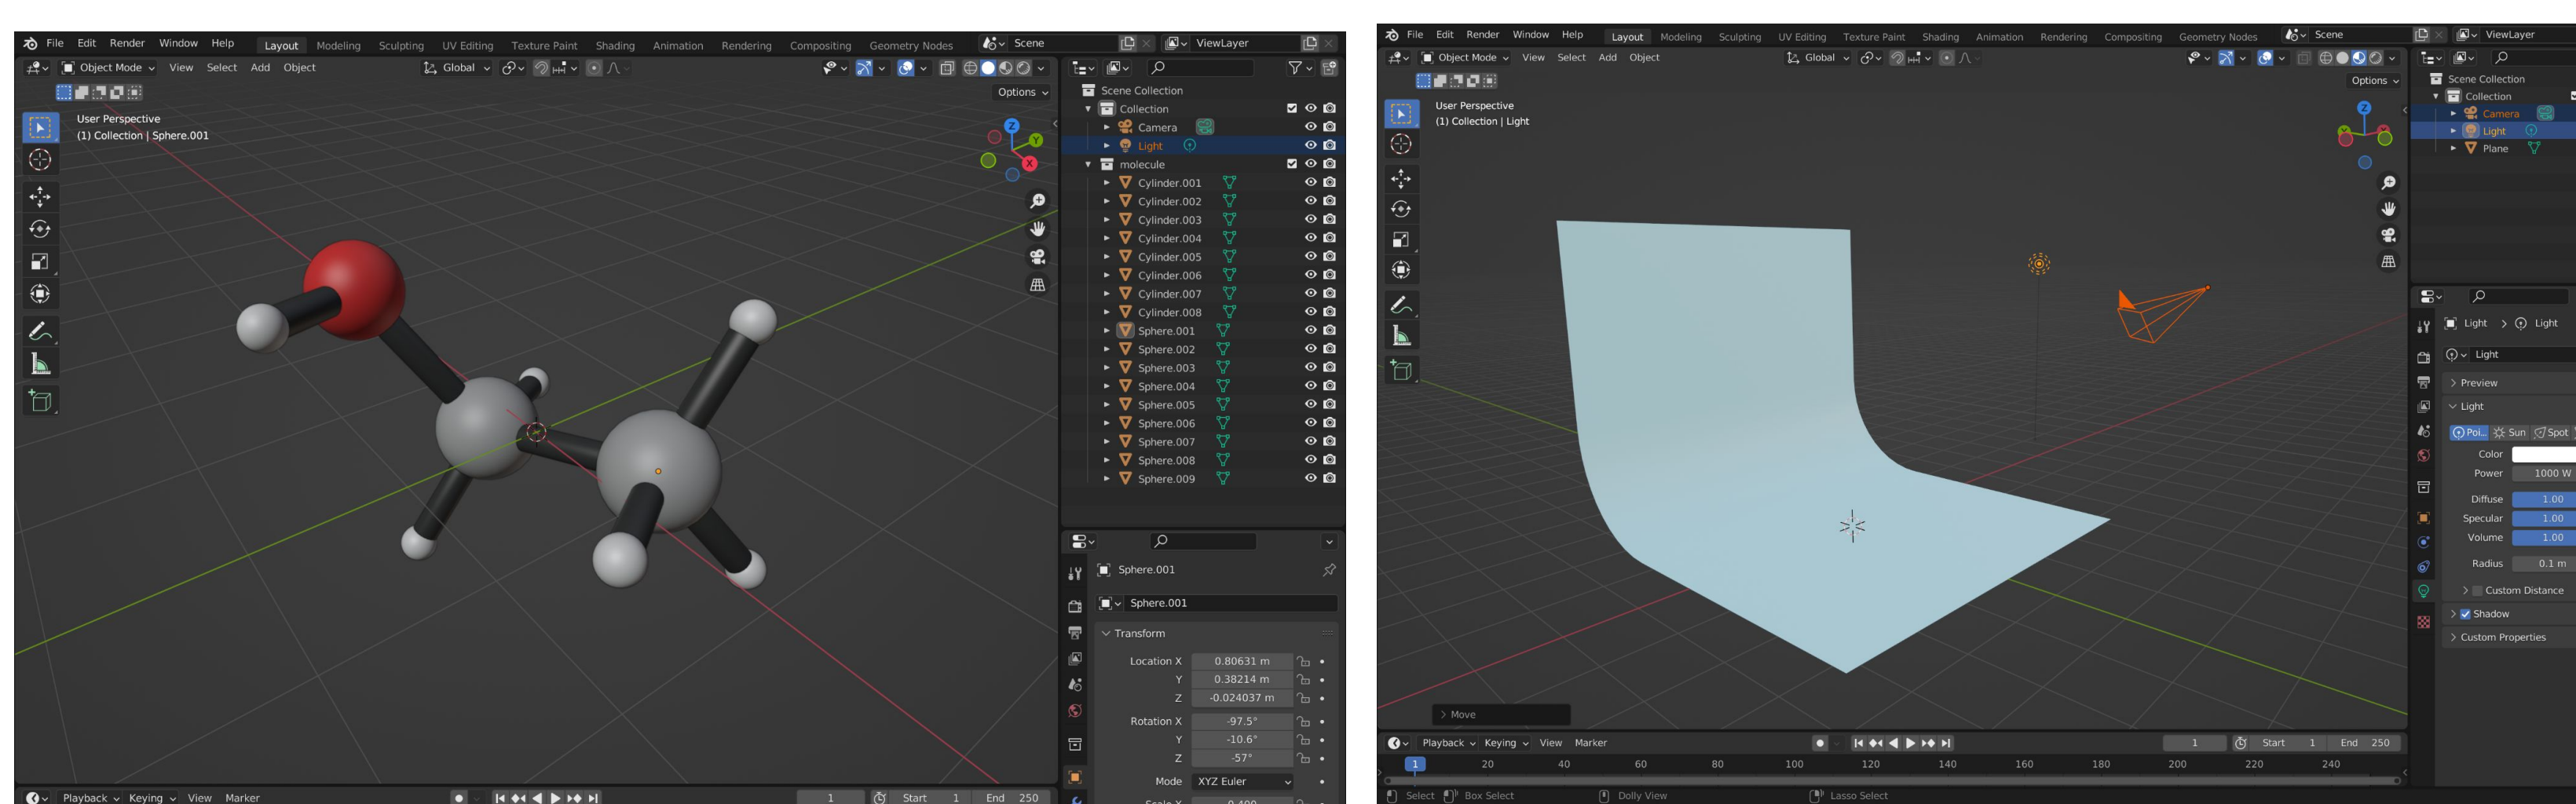 File Edit Render Window Help Layout Modeling Sculpting UV Editing Texture Paint Shading Animation Rendering Compositing Geometry Nodes Scene ViewLayer
Object Mode View Select Add Object Global
Options
User Perspective
(1) Collection | Sphere.001
Z
Y
X
Scene Collection
Collection
Camera
Light
molecule
Cylinder.001
Cylinder.002
Cylinder.003
Cylinder.004
Cylinder.005
Cylinder.006
Cylinder.007
Cylinder.008
Sphere.001
Sphere.002
Sphere.003
Sphere.004
Sphere.005
Sphere.006
Sphere.007
Sphere.008
Sphere.009
Sphere.001
Sphere.001
Transform
Location X 0.80631 m
Y 0.38214 m
Z -0.024037 m
Rotation X -97.5°
Y -10.6°
Z -57°
Mode XYZ Euler
Playback Keying View Marker 1 Start 1 End 250
File Edit Render Window Help Layout Modeling Sculpting UV Editing Texture Paint Shading Animation Rendering Compositing Geometry Nodes Scene ViewLayer
Object Mode View Select Add Object Global
Options
User Perspective
(1) Collection | Light
Z
Scene Collection
Collection
Camera
Light
Plane
Light > Light
Light
Preview
Light
Poi... Sun Spot
Color
Power 1000 W
Diffuse 1.00
Specular 1.00
Volume 1.00
Radius 0.1 m
Custom Distance
Shadow
Custom Properties
> Move
Playback Keying View Marker 1 Start 1 End 250
1 20 40 60 80 100 120 140 160 180 200 220 240
Select Box Select Dolly View Lasso Select